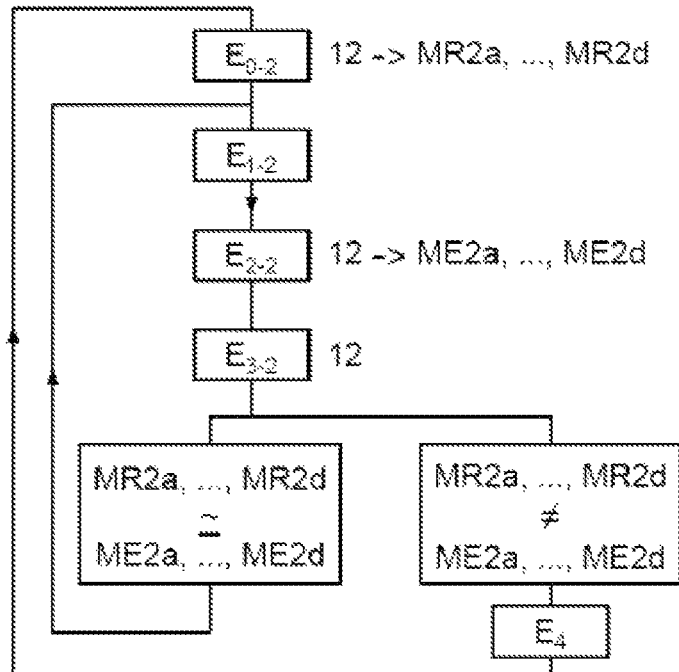 E₀₋₂ 12 -> MR2a, ..., MR2d
E₁₋₂
E₂₋₂ 12 -> ME2a, ..., ME2d
E₃₋₂ 12
MR2a, ..., MR2d
≃
ME2a, ..., ME2d
MR2a, ..., MR2d
≠
ME2a, ..., ME2d
E₄